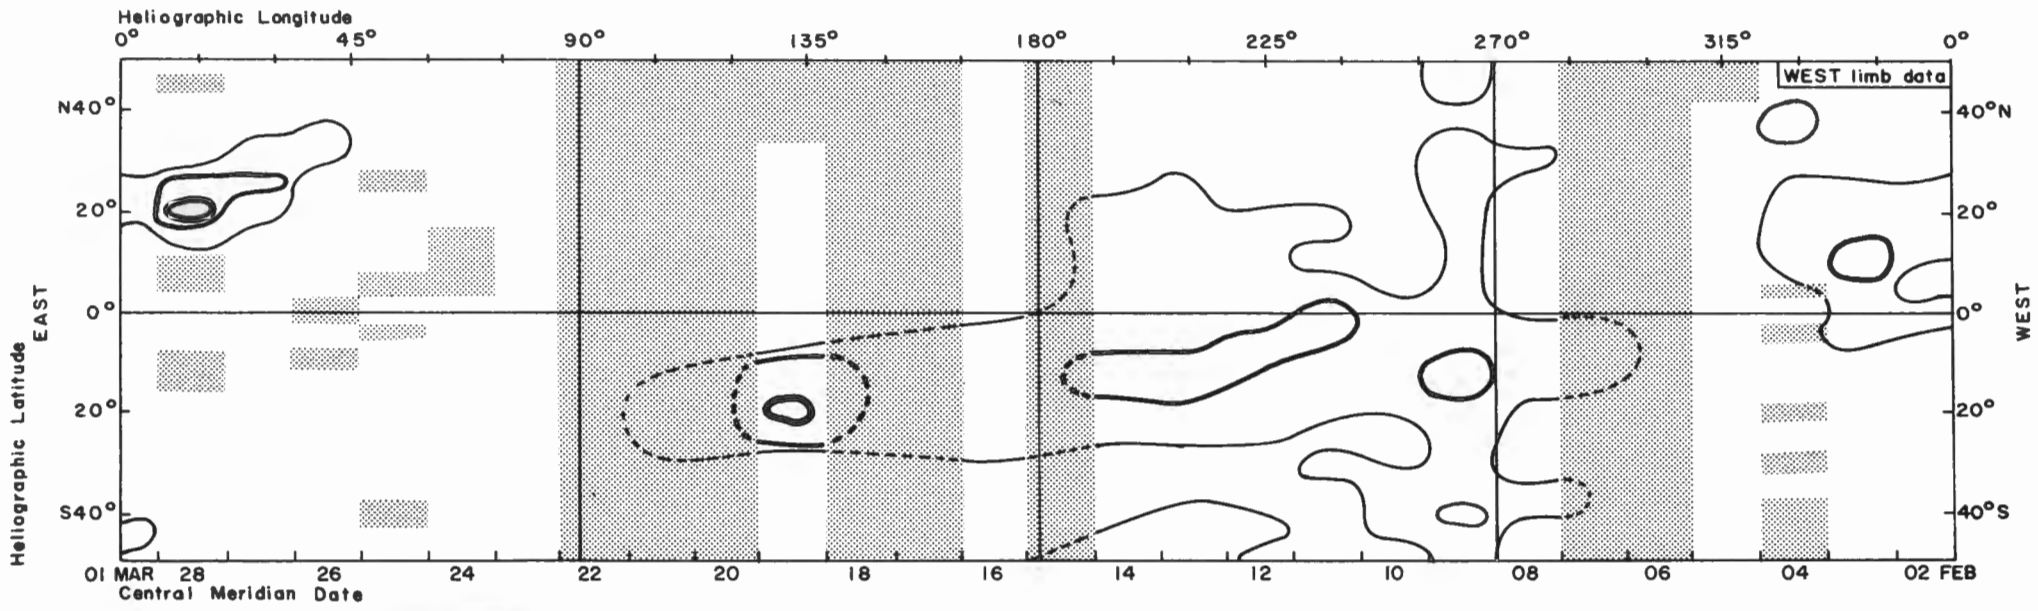 Heliographic Longitude
0° 45° 90° 135° 180° 225° 270° 315° 0°
WEST limb data
N40° 40°N
20° 20°
0° 0°
EAST WEST
Heliographic Latitude
20° 20°
S40° 40°S
01 MAR 28 26 24 22 20 18 16 14 12 10 08 06 04 02 FEB
Central Meridian Date